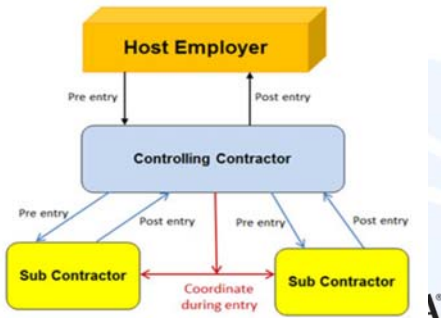 Host Employer
Pre entry
Post entry
Controlling Contractor
Pre entry
Post entry
Pre entry
Post entry
Sub Contractor
Coordinate
during entry
Sub Contractor